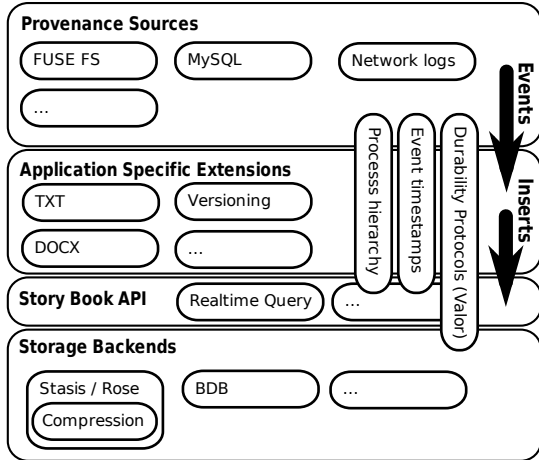 Provenance Sources
FUSE FS
MySQL
Network logs
...
Events
Processs hierarchy
Event timestamps
Durability Protocols (Valor)
Application Specific Extensions
TXT
Versioning
DOCX
...
Inserts
Story Book API
Realtime Query
...
Storage Backends
Stasis / Rose
Compression
BDB
...